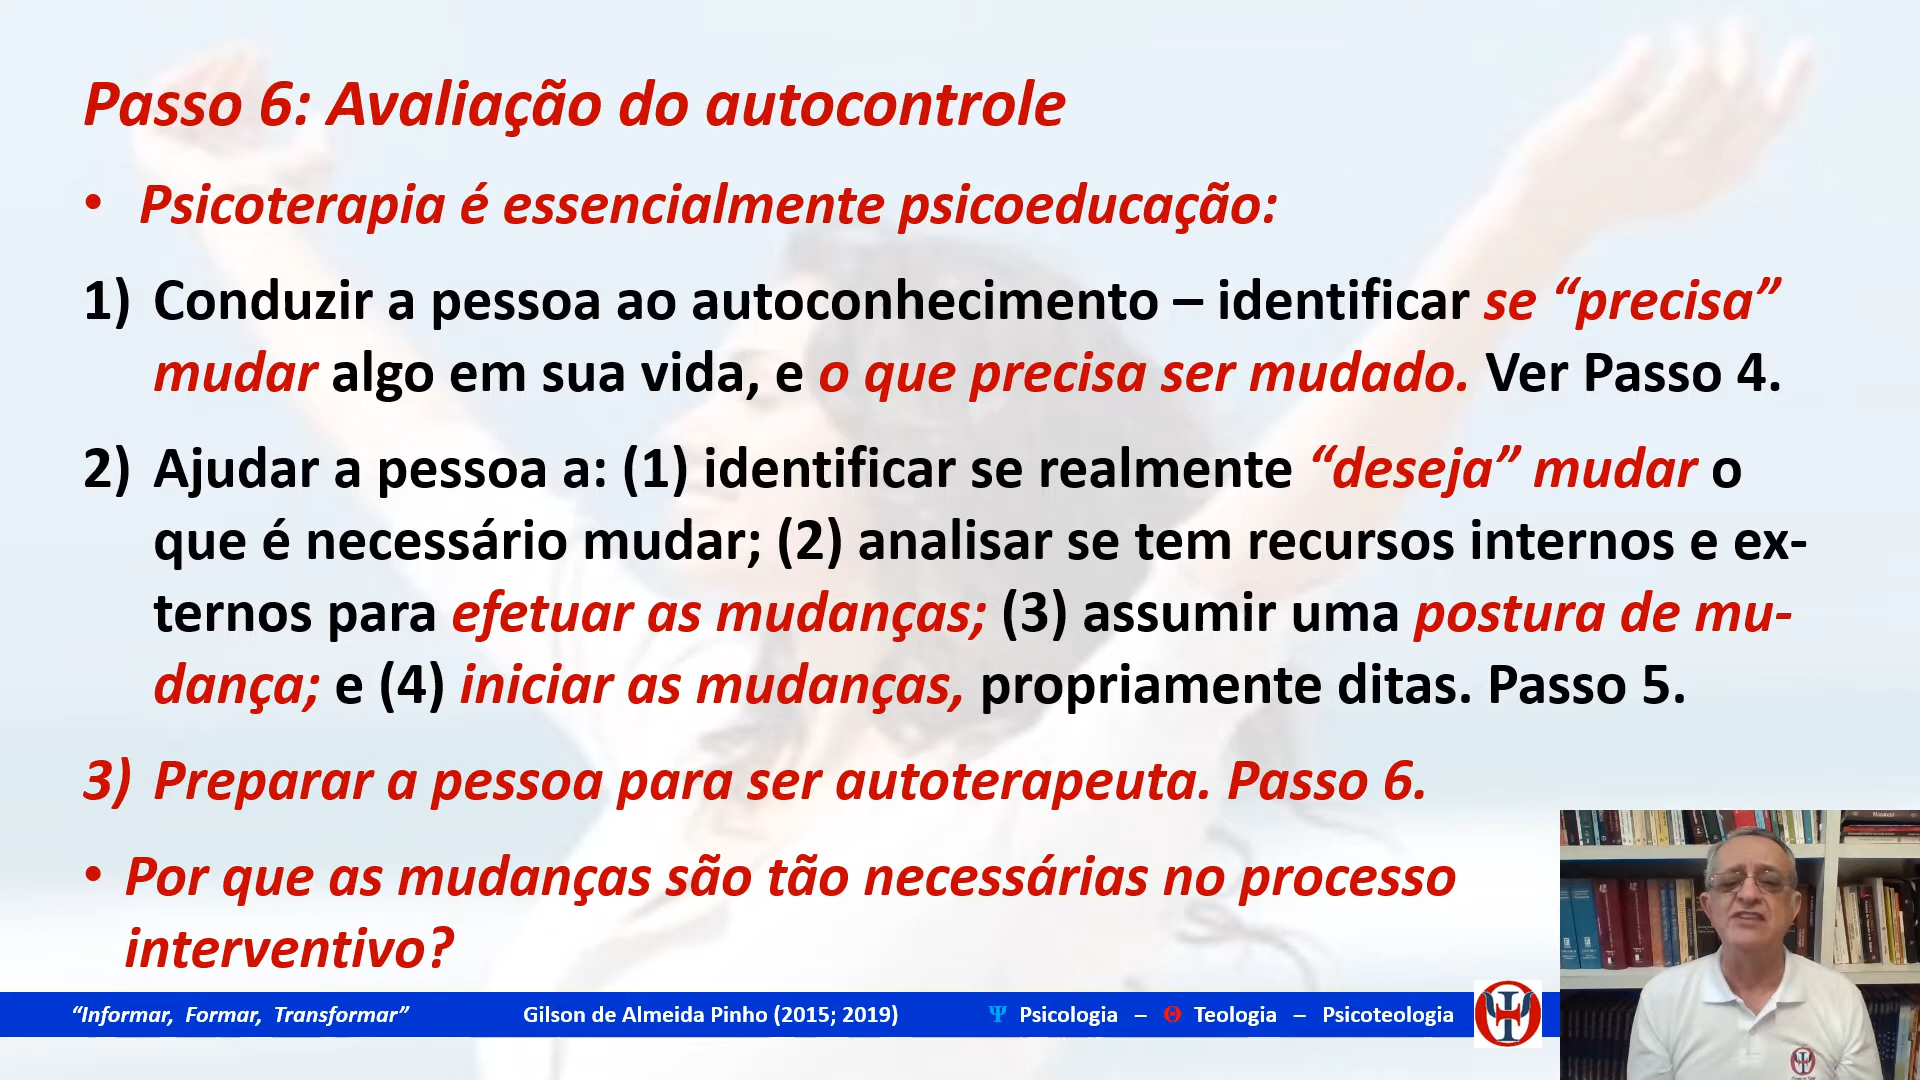 Passo 6: Avaliação do autocontrole
• Psicoterapia é essencialmente psicoeducação:
1) Conduzir a pessoa ao autoconhecimento – identificar se “precisa”
mudar algo em sua vida, e o que precisa ser mudado. Ver Passo 4.
2) Ajudar a pessoa a: (1) identificar se realmente “deseja” mudar o
que é necessário mudar; (2) analisar se tem recursos internos e ex-
ternos para efetuar as mudanças; (3) assumir uma postura de mu-
dança; e (4) iniciar as mudanças, propriamente ditas. Passo 5.
3) Preparar a pessoa para ser autoterapeuta. Passo 6.
• Por que as mudanças são tão necessárias no processo
interventivo?
“Informar, Formar, Transformar” Gilson de Almeida Pinho (2015; 2019) Ψ Psicologia – Θ Teologia – Psicoteologia